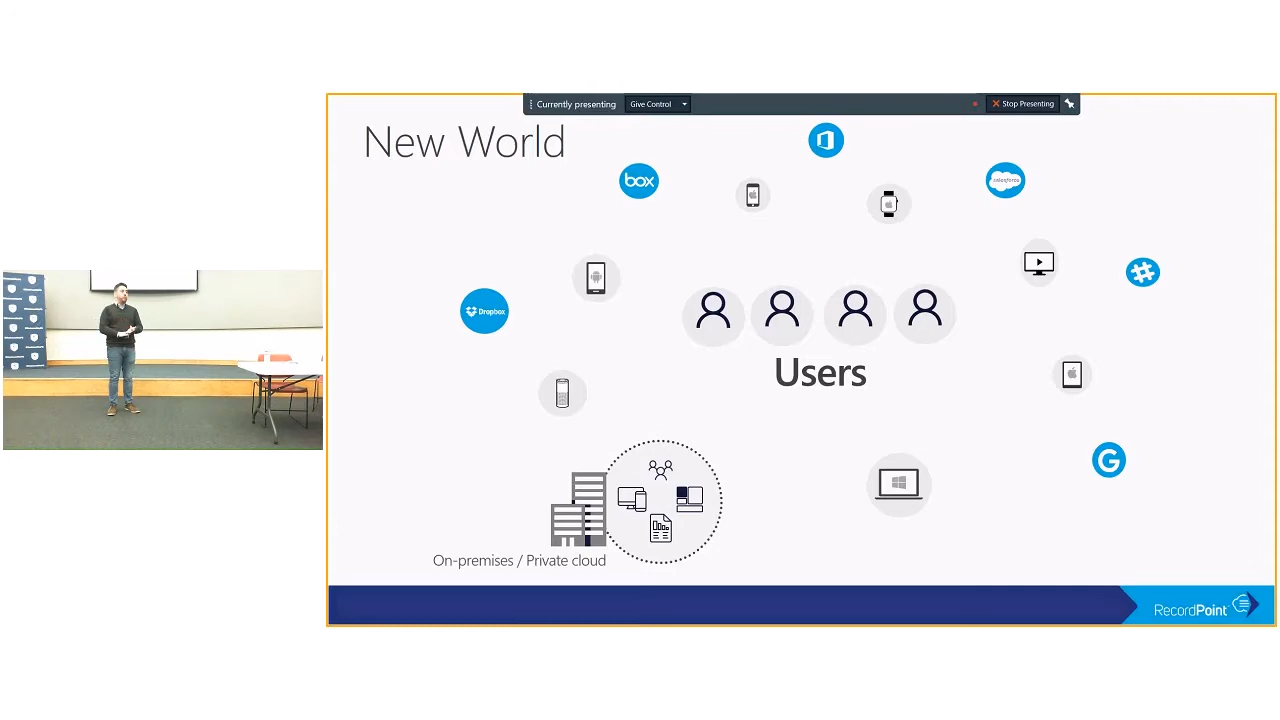 Currently presenting
Give Control
Stop Presenting
New World
box
salesforce
Dropbox
Users
On-premises / Private cloud
RecordPoint